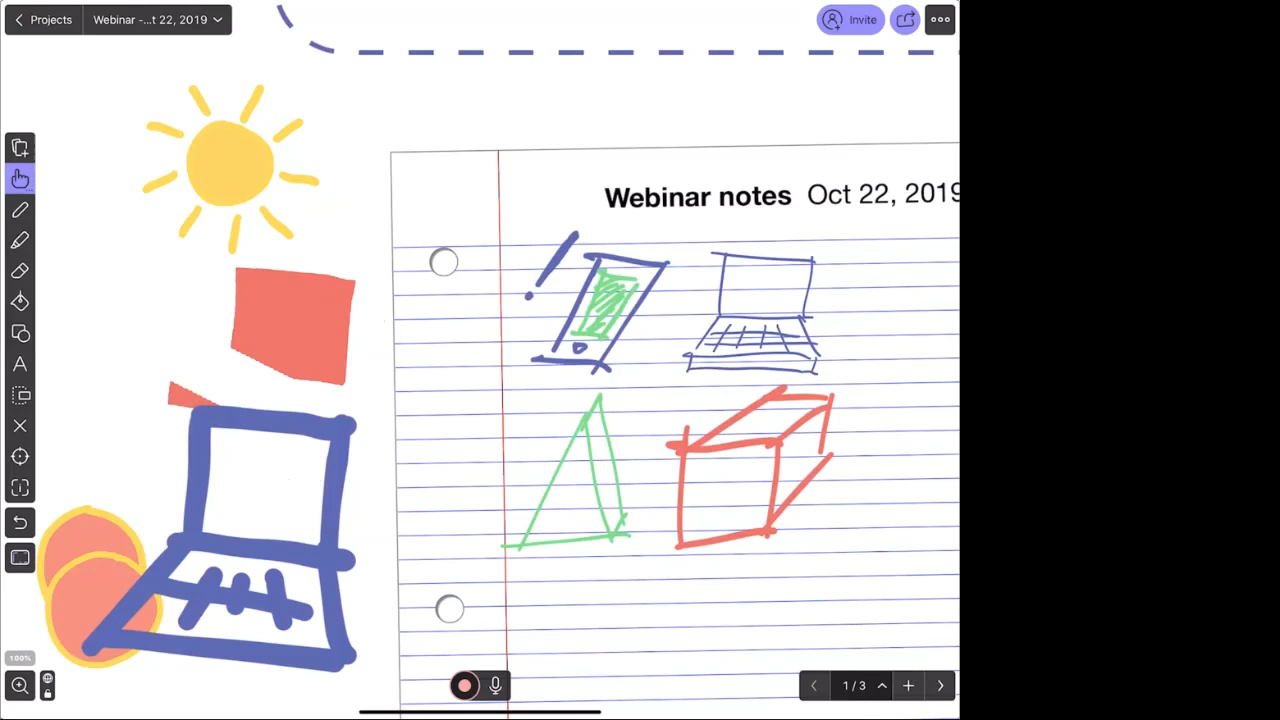 Projects
Webinar -...t 22, 2019
Invite
Webinar notes Oct 22, 2019
A
100%
1 / 3